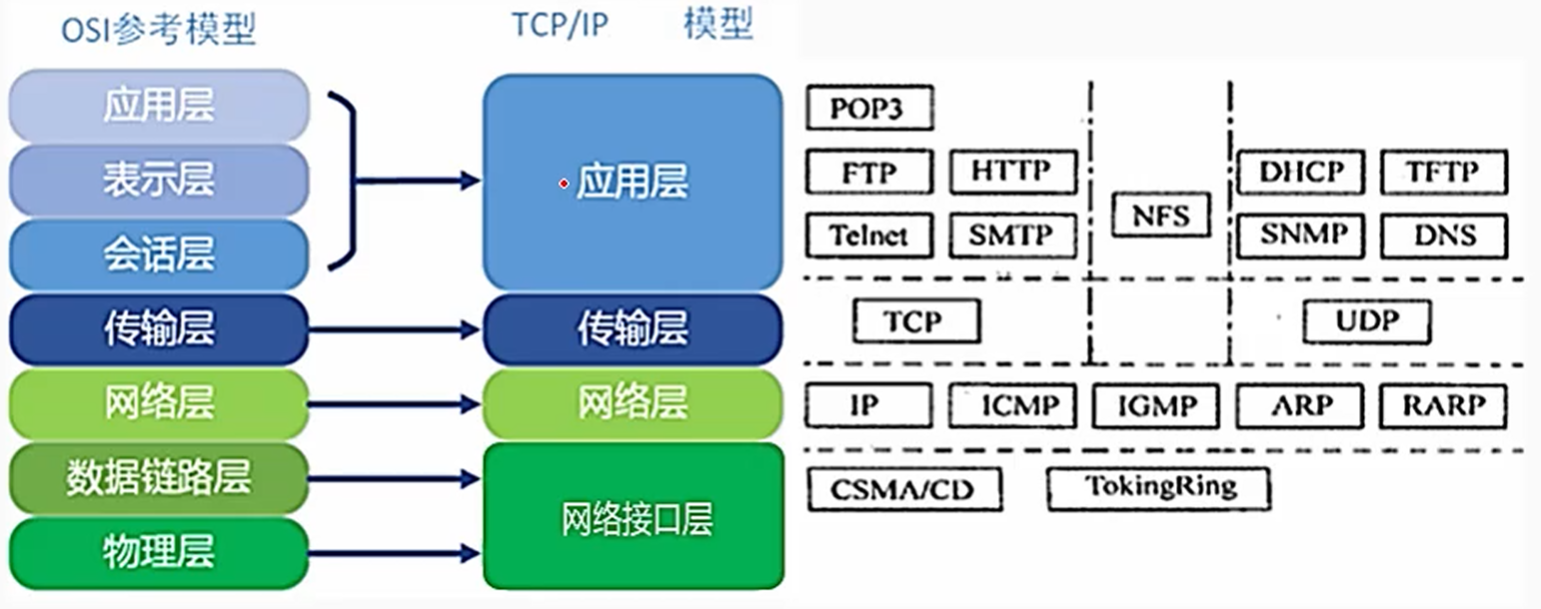 OSI参考模型
TCP/IP 模型
应用层
表示层
会话层
传输层
网络层
数据链路层
物理层
应用层
传输层
网络层
网络接口层
POP3
FTP HTTP NFS DHCP TFTP
Telnet SMTP SNMP DNS
TCP UDP
IP ICMP IGMP ARP RARP
CSMA/CD TokingRing